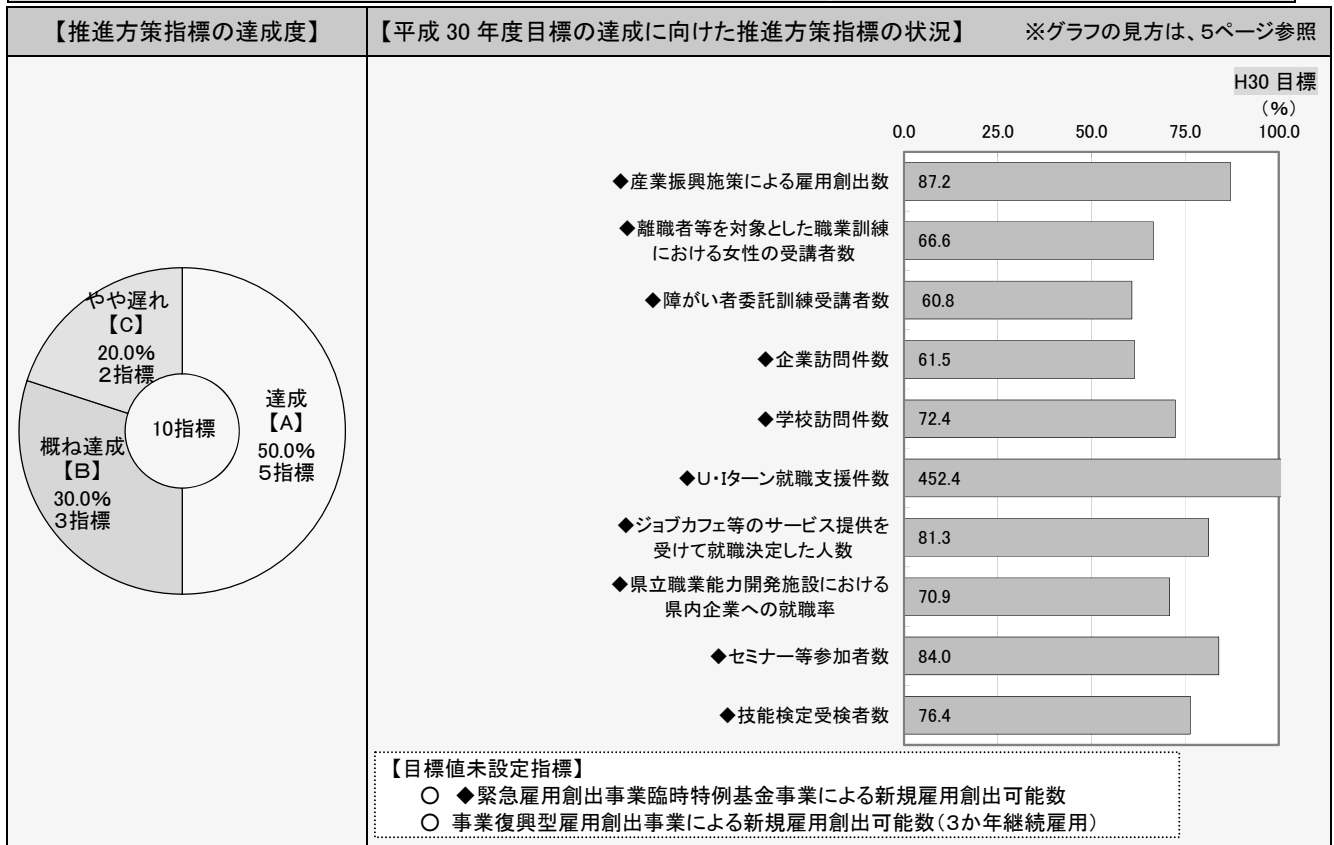 【推進方策指標の達成度】
【平成 30 年度目標の達成に向けた推進方策指標の状況】 ※グラフの見方は、5ページ参照
やや遅れ
【C】
20.0%
2指標
概ね達成
【B】
30.0%
3指標
10指標
達成
【A】
50.0%
5指標
H30 目標
(%)
0.0 25.0 50.0 75.0 100.0
◆産業振興施策による雇用創出数 87.2
◆離職者等を対象とした職業訓練
における女性の受講者数 66.6
◆障がい者委託訓練受講者数 60.8
◆企業訪問件数 61.5
◆学校訪問件数 72.4
◆U・Iターン就職支援件数 452.4
◆ジョブカフェ等のサービス提供を
受けて就職決定した人数 81.3
◆県立職業能力開発施設における
県内企業への就職率 70.9
◆セミナー等参加者数 84.0
◆技能検定受検者数 76.4
【目標値未設定指標】
○ ◆緊急雇用創出事業臨時特例基金事業による新規雇用創出可能数
○ 事業復興型雇用創出事業による新規雇用創出可能数(3か年継続雇用)